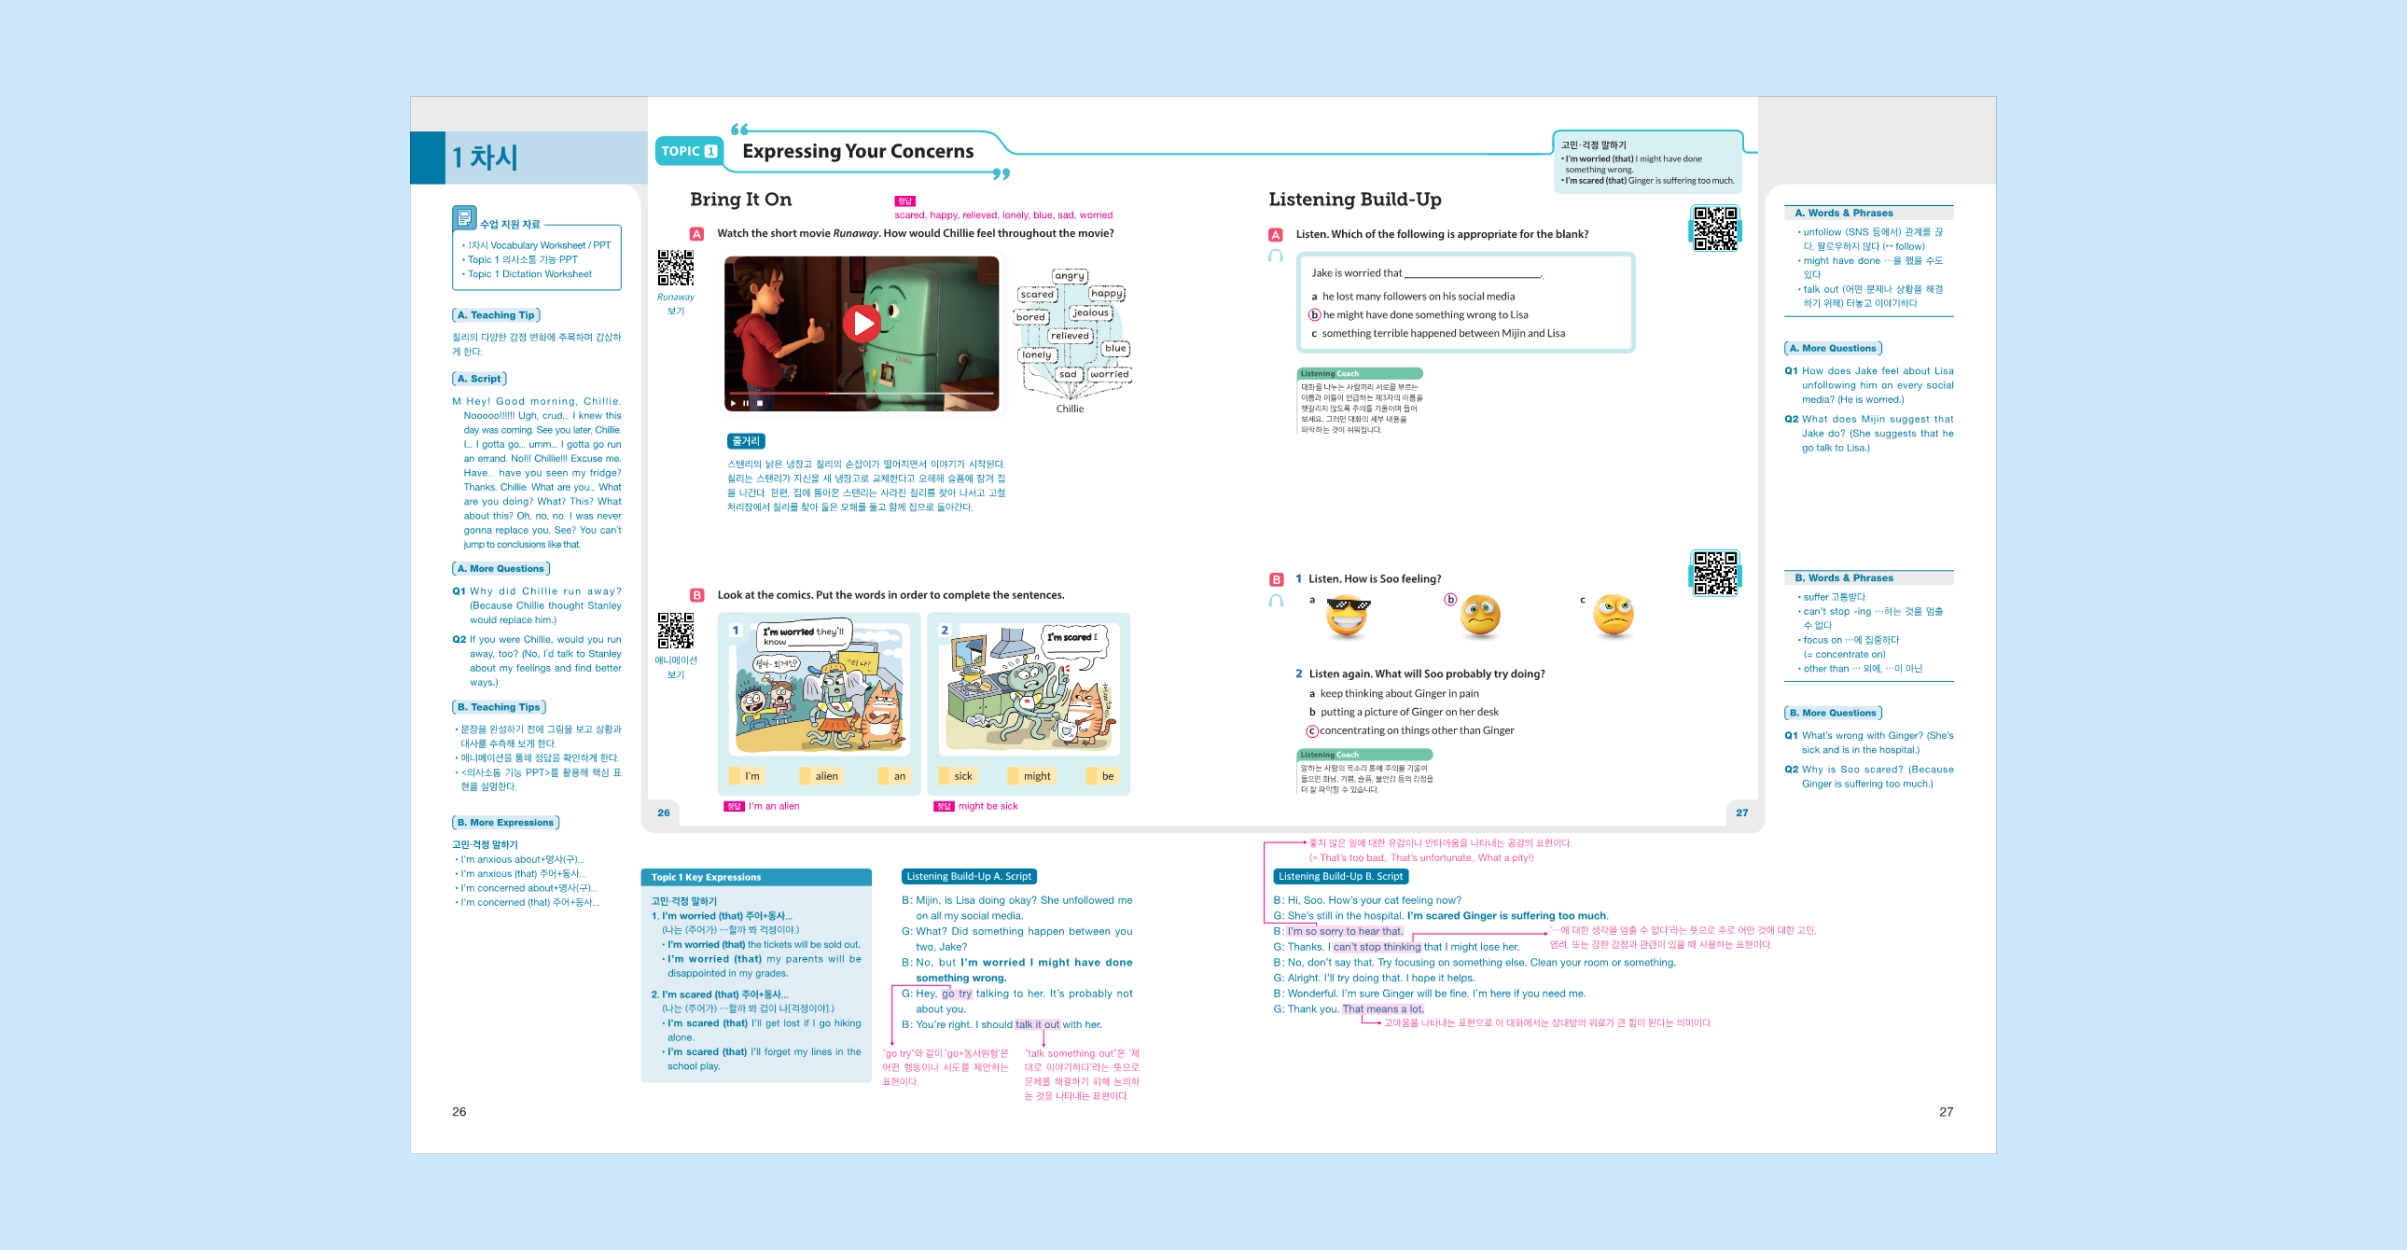 1 차시
TOPIC 1
Expressing Your Concerns
고민·걱정 말하기
• I'm worried (that) I might have done
something wrong.
• I'm scared (that) Ginger is suffering too much.
수업 지원 자료
• 1차시 Vocabulary Worksheet / PPT
• Topic 1 의사소통 기능 PPT
• Topic 1 Dictation Worksheet
A. Teaching Tip
칠리의 다양한 감정 변화에 주목하며 감상하
게 한다.
A. Script
M: Hey! Good morning, Chillie.
Nooooo!!!!!! Ugh, crud... I knew this
day was coming. See you later, Chillie.
I... I gotta go... umm... I gotta go run
an errand. No!!! Chillie!!! Excuse me.
Have... have you seen my fridge?
Thanks. Chillie. What are you... What
are you doing? What? This? What
about this? Oh, no, no. I was never
gonna replace you. See? You can't
jump to conclusions like that.
A. More Questions
Q1 Why did Chillie run away?
(Because Chillie thought Stanley
would replace him.)
Q2 If you were Chillie, would you run
away, too? (No, I'd talk to Stanley
about my feelings and find better
ways.)
B. Teaching Tips
• 문장을 완성하기 전에 그림을 보고 상황과
대사를 추측해 보게 한다.
• 애니메이션을 통해 정답을 확인하게 한다.
• <의사소통 기능 PPT>를 활용해 핵심 표
현을 설명한다.
B. More Expressions
고민·걱정 말하기
• I'm anxious about+명사(구)...
• I'm anxious (that) 주어+동사...
• I'm concerned about+명사(구)...
• I'm concerned (that) 주어+동사...
Bring It On
정답
scared, happy, relieved, lonely, blue, sad, worried
A Watch the short movie Runaway. How would Chillie feel throughout the movie?
Runaway
보기
Chillie
angry
scared
happy
bored
jealous
relieved
lonely
blue
sad
worried
Chillie
줄거리
스탠리의 낡은 냉장고 칠리의 손잡이가 떨어지면서 이야기가 시작된다.
칠리는 스탠리가 자신을 새 냉장고로 교체한다고 오해해 슬픔에 잠겨 집
을 나간다. 한편, 집에 돌아온 스탠리는 사라진 칠리를 찾아 나서고 고철
처리장에서 칠리를 찾아 둘은 오해를 풀고 함께 집으로 돌아간다.
B Look at the comics. Put the words in order to complete the sentences.
애니메이션
보기
1
I'm worried they'll
know
2
I'm scared I
I'm
alien
an
sick
might
be
정답 I'm an alien
정답 might be sick
26
Listening Build-Up
A Listen. Which of the following is appropriate for the blank?
Jake is worried that ____________.
a he lost many followers on his social media
b he might have done something wrong to Lisa
c something terrible happened between Mijin and Lisa
Listening Coach
대화를 나누는 사람끼리 서로를 부르는
이름과 이들이 언급하는 제3자의 이름을
헷갈리지 않도록 주의를 기울이며 들어
보세요. 그러면 대화의 세부 내용을
파악하는 것이 쉬워집니다.
B 1 Listen. How is Soo feeling?
a
b
c
2 Listen again. What will Soo probably try doing?
a keep thinking about Ginger in pain
b putting a picture of Ginger on her desk
c concentrating on things other than Ginger
Listening Coach
말하는 사람의 목소리 톤에 주의를 기울여
들으면 화남, 기쁨, 슬픔, 불안감 등의 감정을
더 잘 파악할 수 있습니다.
27
A. Words & Phrases
• unfollow (SNS 등에서) 관계를 끊
다, 팔로우하지 않다 (↔ follow)
• might have done …을 했을 수도
있다
• talk out (어떤 문제나 상황을 해결
하기 위해) 터놓고 이야기하다
A. More Questions
Q1 How does Jake feel about Lisa
unfollowing him on every social
media? (He is worried.)
Q2 What does Mijin suggest that
Jake do? (She suggests that he
go talk to Lisa.)
B. Words & Phrases
• suffer 고통받다
• can't stop -ing …하는 것을 멈출
수 없다
• focus on …에 집중하다
(= concentrate on)
• other than … 외에, …이 아닌
B. More Questions
Q1 What's wrong with Ginger? (She's
sick and is in the hospital.)
Q2 Why is Soo scared? (Because
Ginger is suffering too much.)
Topic 1 Key Expressions
고민·걱정 말하기
1. I'm worried (that) 주어+동사...
(나는 (주어가) …할까 봐 걱정이야.)
• I'm worried (that) the tickets will be sold out.
• I'm worried (that) my parents will be
disappointed in my grades.
2. I'm scared (that) 주어+동사...
(나는 (주어가) …할까 봐 겁이 나[걱정이야].)
• I'm scared (that) I'll get lost if I go hiking
alone.
• I'm scared (that) I'll forget my lines in the
school play.
Listening Build-Up A. Script
B: Mijin, is Lisa doing okay? She unfollowed me
on all my social media.
G: What? Did something happen between you
two, Jake?
B: No, but I'm worried I might have done
something wrong.
G: Hey, go try talking to her. It's probably not
about you.
B: You're right. I should talk it out with her.
"go try"와 같이 'go+동사원형'은
어떤 행동이나 시도를 제안하는
표현이다.
"talk something out"은 '제
대로 이야기하다'라는 뜻으로
문제를 해결하기 위해 논의하
는 것을 나타내는 표현이다.
좋지 않은 일에 대한 유감이나 안타까움을 나타내는 공감의 표현이다.
(= That's too bad., That's unfortunate., What a pity!)
Listening Build-Up B. Script
B: Hi, Soo. How's your cat feeling now?
G: She's still in the hospital. I'm scared Ginger is suffering too much.
B: I'm so sorry to hear that.
G: Thanks. I can't stop thinking that I might lose her.
'…에 대한 생각을 멈출 수 없다'라는 뜻으로 주로 어떤 것에 대한 고민,
염려, 또는 강한 감정과 관련이 있을 때 사용하는 표현이다.
B: No, don't say that. Try focusing on something else. Clean your room or something.
G: Alright. I'll try doing that. I hope it helps.
B: Wonderful. I'm sure Ginger will be fine. I'm here if you need me.
G: Thank you. That means a lot.
고마움을 나타내는 표현으로 이 대화에서는 상대방의 위로가 큰 힘이 된다는 의미이다.
26
27